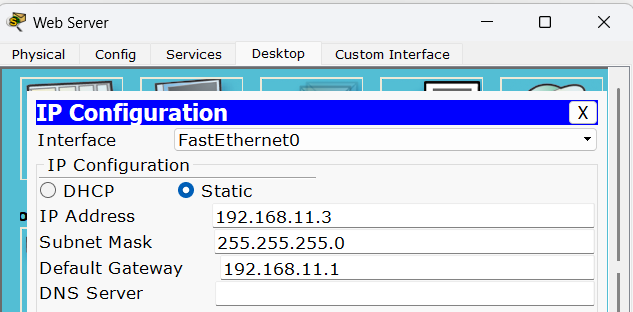 Web Server
Physical Config Services Desktop Custom Interface
IP Configuration X
Interface FastEthernet0
IP Configuration
DHCP Static
IP Address 192.168.11.3
Subnet Mask 255.255.255.0
Default Gateway 192.168.11.1
DNS Server